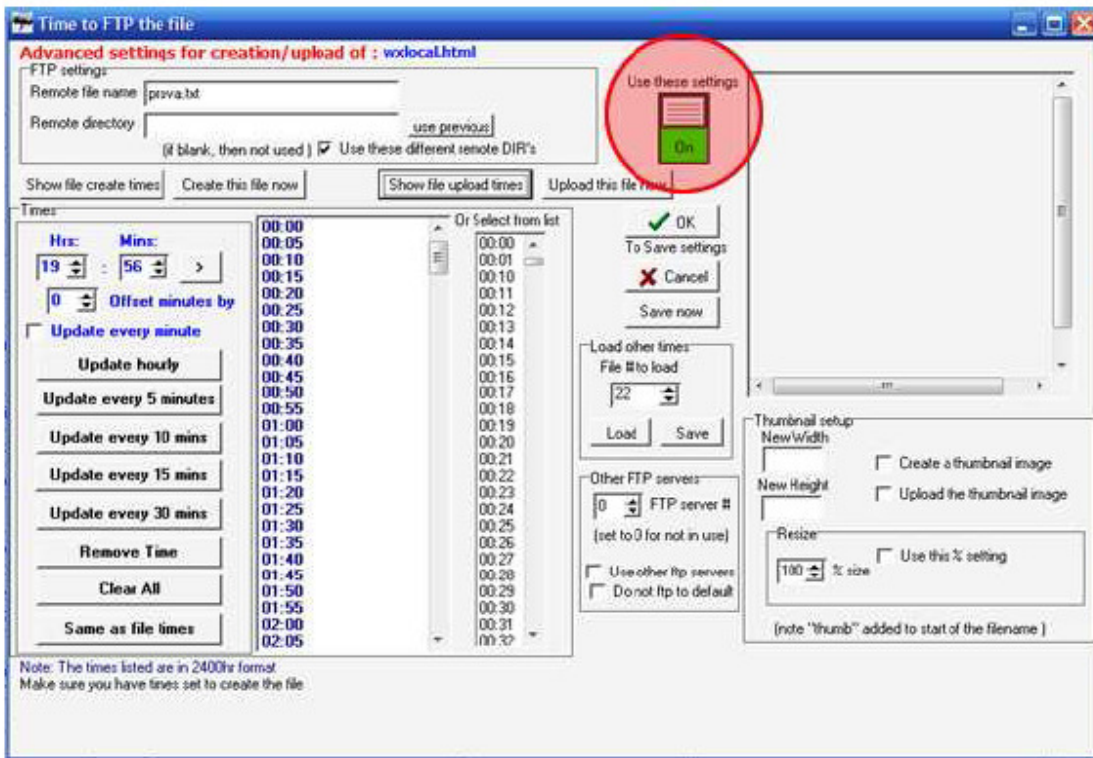 Time to FTP the file
Advanced settings for creation/upload of : wxlocal.html
FTP settings
Remote file name prova.txt
Remote directory
use previous
(if blank, then not used ) Use these different remote DIR's
Use these settings
On
Show file create times Create this file now Show file upload times Upload this file now
Times
Hrs: Mins:
19 : 56 >
0 Offset minutes by
Update every minute
Update hourly
Update every 5 minutes
Update every 10 mins
Update every 15 mins
Update every 30 mins
Remove Time
Clear All
Same as file times
00:00
00:05
00:10
00:15
00:20
00:25
00:30
00:35
00:40
00:45
00:50
00:55
01:00
01:05
01:10
01:15
01:20
01:25
01:30
01:35
01:40
01:45
01:50
01:55
02:00
02:05
Or Select from list
00:00
00:01
00:10
00:11
00:12
00:13
00:14
00:15
00:16
00:17
00:18
00:19
00:20
00:21
00:22
00:23
00:24
00:25
00:26
00:27
00:28
00:29
00:30
00:31
00:32
OK
To Save settings
Cancel
Save now
Load other times
File # to load
22
Load Save
Other FTP servers
0 FTP server #
(set to 0 for not in use)
Use other ftp servers
Do not ftp to default
Thumbnail setup
New Width
Create a thumbnail image
New Height
Upload the thumbnail image
Resize
100 % size
Use this % setting
(note "thumb" added to start of the filename )
Note: The times listed are in 2400hr format
Make sure you have times set to create the file